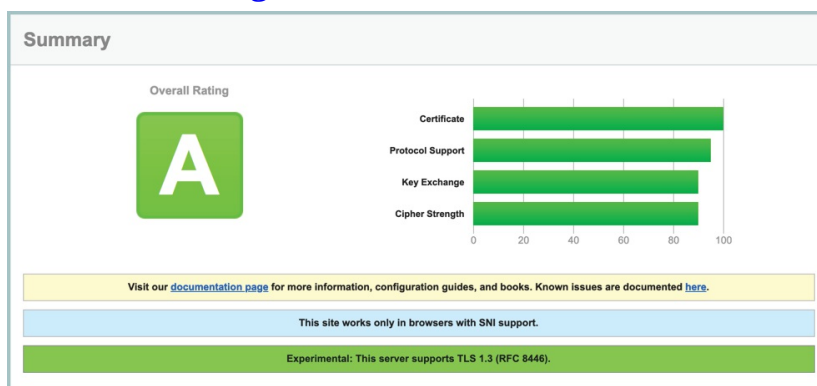 Summary
Overall Rating
A
Certificate
Protocol Support
Key Exchange
Cipher Strength
0 20 40 60 80 100
Visit our documentation page for more information, configuration guides, and books. Known issues are documented here.
This site works only in browsers with SNI support.
Experimental: This server supports TLS 1.3 (RFC 8446).